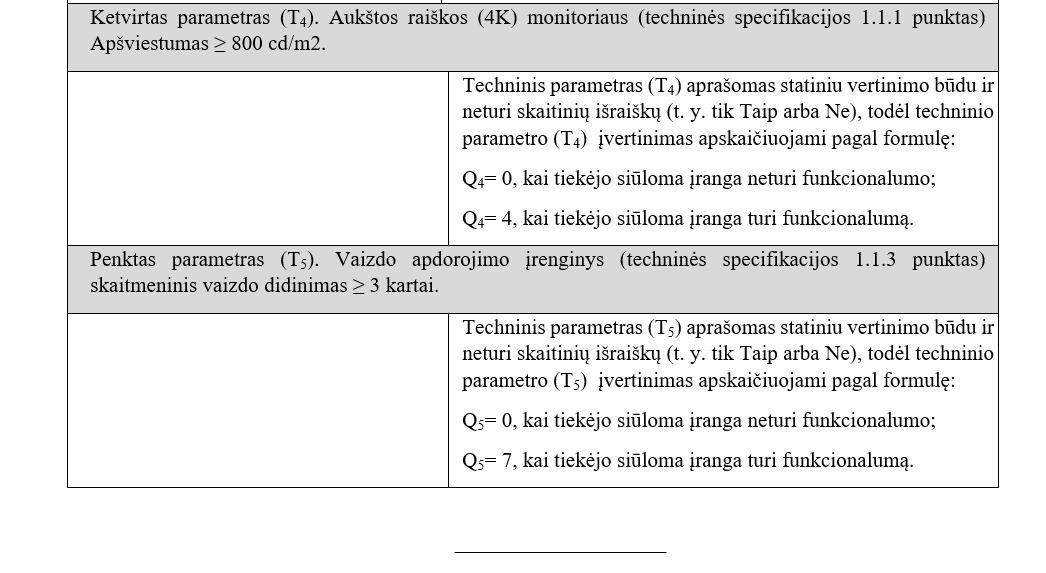 Ketvirtas parametras (T4). Aukštos raiškos (4K) monitoriaus (techninės specifikacijos 1.1.1 punktas)
Apšviestumas ≥ 800 cd/m2.
Techninis parametras (T4) aprašomas statiniu vertinimo būdu ir
neturi skaitinių išraiškų (t. y. tik Taip arba Ne), todėl techninio
parametro (T4) įvertinimas apskaičiuojami pagal formulę:
Q4= 0, kai tiekėjo siūloma įranga neturi funkcionalumo;
Q4= 4, kai tiekėjo siūloma įranga turi funkcionalumą.
Penktas parametras (T5). Vaizdo apdorojimo įrenginys (techninės specifikacijos 1.1.3 punktas)
skaitmeninis vaizdo didinimas ≥ 3 kartai.
Techninis parametras (T5) aprašomas statiniu vertinimo būdu ir
neturi skaitinių išraiškų (t. y. tik Taip arba Ne), todėl techninio
parametro (T5) įvertinimas apskaičiuojami pagal formulę:
Q5= 0, kai tiekėjo siūloma įranga neturi funkcionalumo;
Q5= 7, kai tiekėjo siūloma įranga turi funkcionalumą.